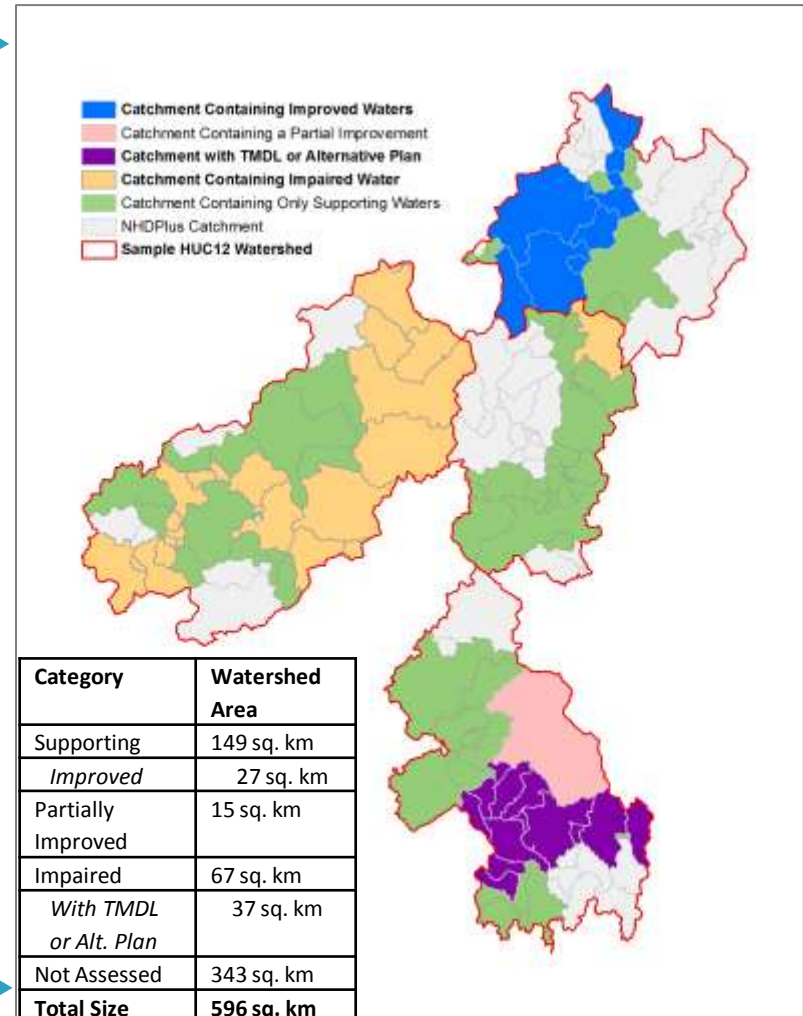 Catchment Containing Improved Waters
Catchment Containing a Partial Improvement
Catchment with TMDL or Alternative Plan
Catchment Containing Impaired Water
Catchment Containing Only Supporting Waters
NHDPlus Catchment
Sample HUC12 Watershed
Category Watershed
Area
Supporting 149 sq. km
Improved 27 sq. km
Partially 15 sq. km
Improved
Impaired 67 sq. km
With TMDL 37 sq. km
or Alt. Plan
Not Assessed 343 sq. km
Total Size 596 sq. km